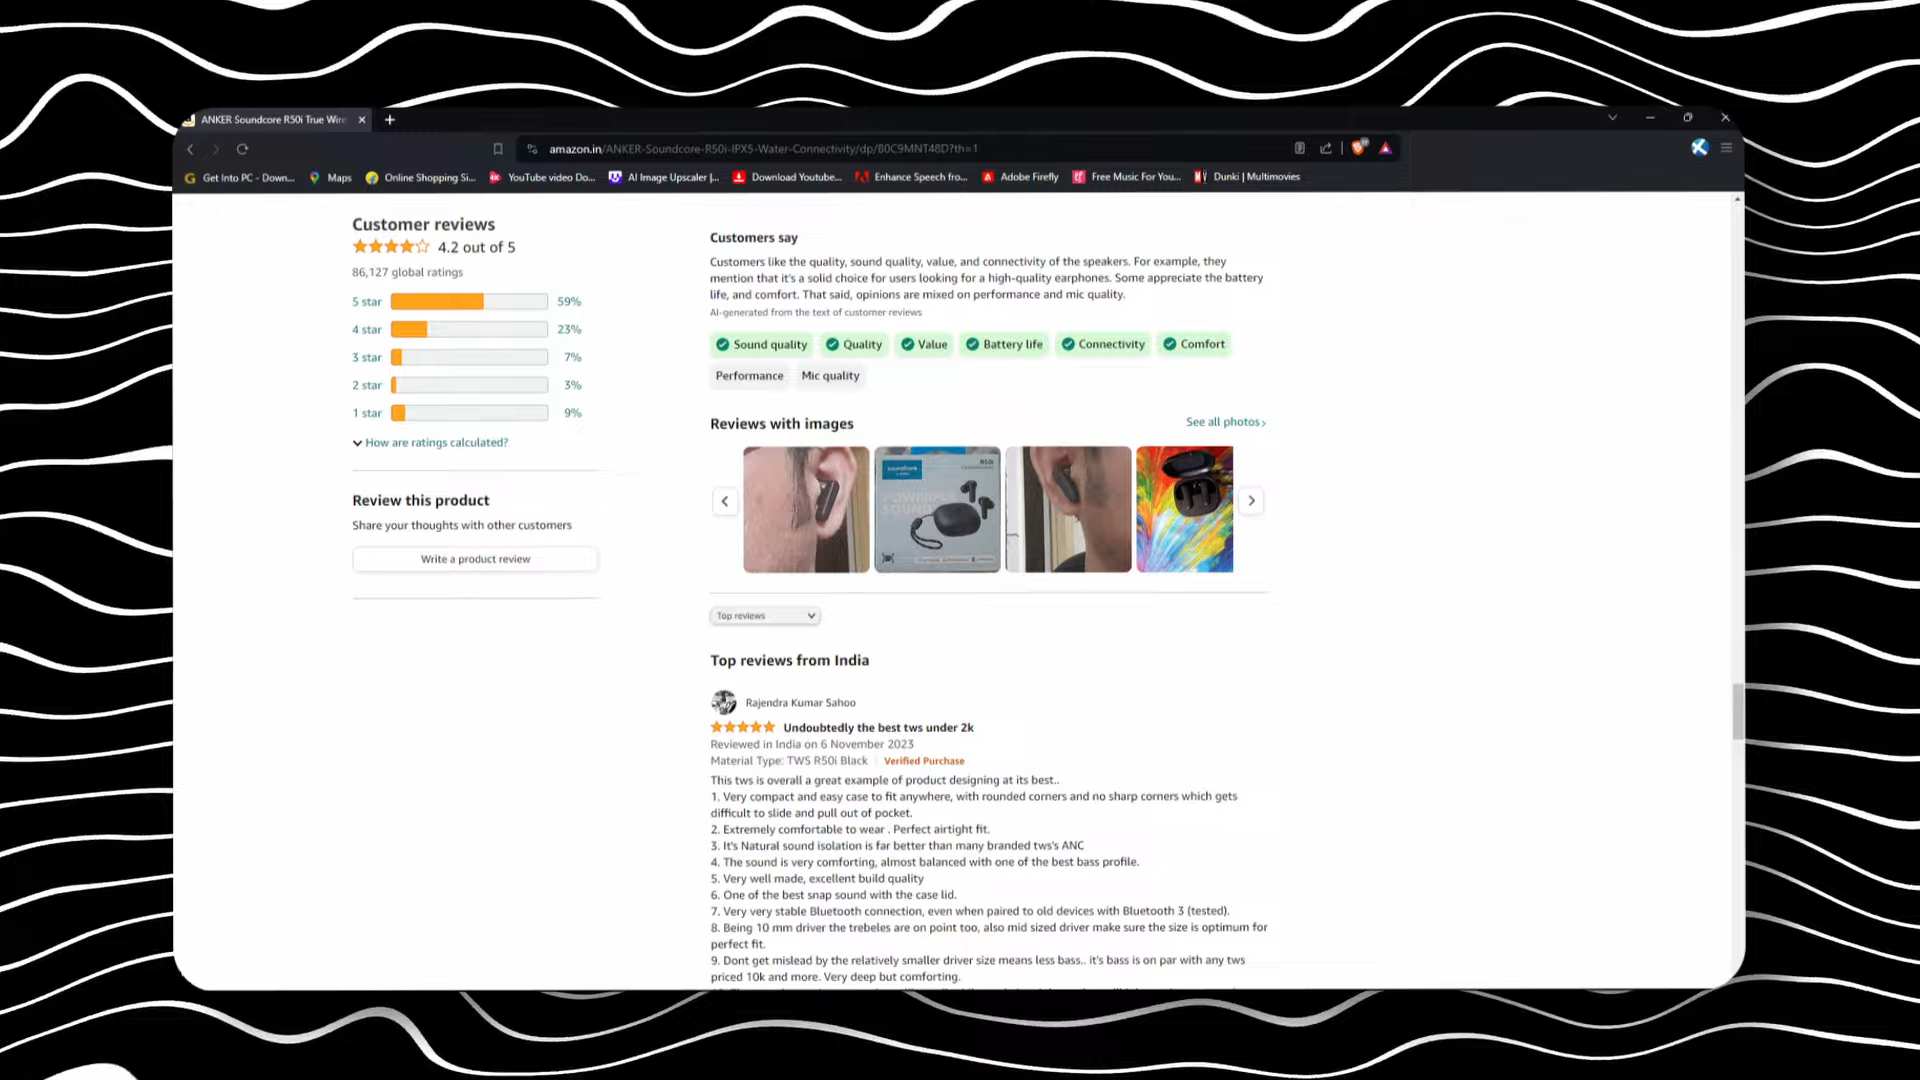 ANKER Soundcore R50i True Wire
amazon.in/ANKER-Soundcore-R50i-IPX5-Water-Connectivity/dp/B0C9MNT48D?th=1
Get Into PC - Down...
Maps
Online Shopping Si...
YouTube video Do...
AI Image Upscaler |...
Download Youtube...
Enhance Speech fro...
Adobe Firefly
Free Music For You...
Dunki | Multimovies
Customer reviews
4.2 out of 5
86,127 global ratings
5 star 59%
4 star 23%
3 star 7%
2 star 3%
1 star 9%
How are ratings calculated?
Review this product
Share your thoughts with other customers
Write a product review
Customers say
Customers like the quality, sound quality, value, and connectivity of the speakers. For example, they
mention that it's a solid choice for users looking for a high-quality earphones. Some appreciate the battery
life, and comfort. That said, opinions are mixed on performance and mic quality.
AI-generated from the text of customer reviews
Sound quality Quality Value Battery life Connectivity Comfort
Performance Mic quality
Reviews with images
See all photos ›
soundcore
R50i
POWERFUL
SOUND
Top reviews
Top reviews from India
Rajendra Kumar Sahoo
Undoubtedly the best tws under 2k
Reviewed in India on 6 November 2023
Material Type: TWS R50i Black | Verified Purchase
This tws is overall a great example of product designing at its best..
1. Very compact and easy case to fit anywhere, with rounded corners and no sharp corners which gets
difficult to slide and pull out of pocket.
2. Extremely comfortable to wear . Perfect airtight fit.
3. It's Natural sound isolation is far better than many branded tws's ANC
4. The sound is very comforting, almost balanced with one of the best bass profile.
5. Very well made, excellent build quality
6. One of the best snap sound with the case lid.
7. Very very stable Bluetooth connection, even when paired to old devices with Bluetooth 3 (tested).
8. Being 10 mm driver the trebeles are on point too, also mid sized driver make sure the size is optimum for
perfect fit.
9. Dont get mislead by the relatively smaller driver size means less bass.. it's bass is on par with any tws
priced 10k and more. Very deep but comforting.